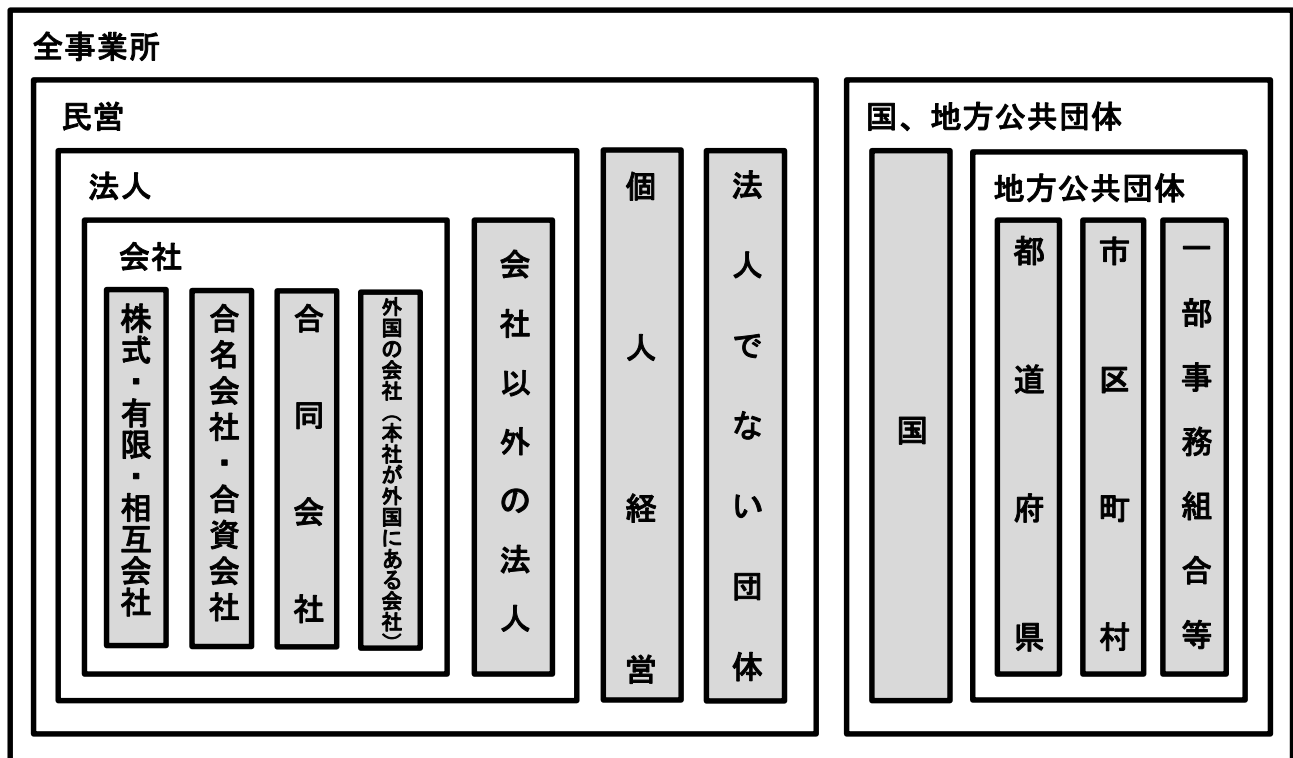 全事業所
民営
法人
会社
株式・有限・相互会社
合名会社・合資会社
合同会社
外国の会社（本社が外国にある会社）
会社以外の法人
個人経営
法人でない団体
国、地方公共団体
国
地方公共団体
都道府県
市区町村
一部事務組合等